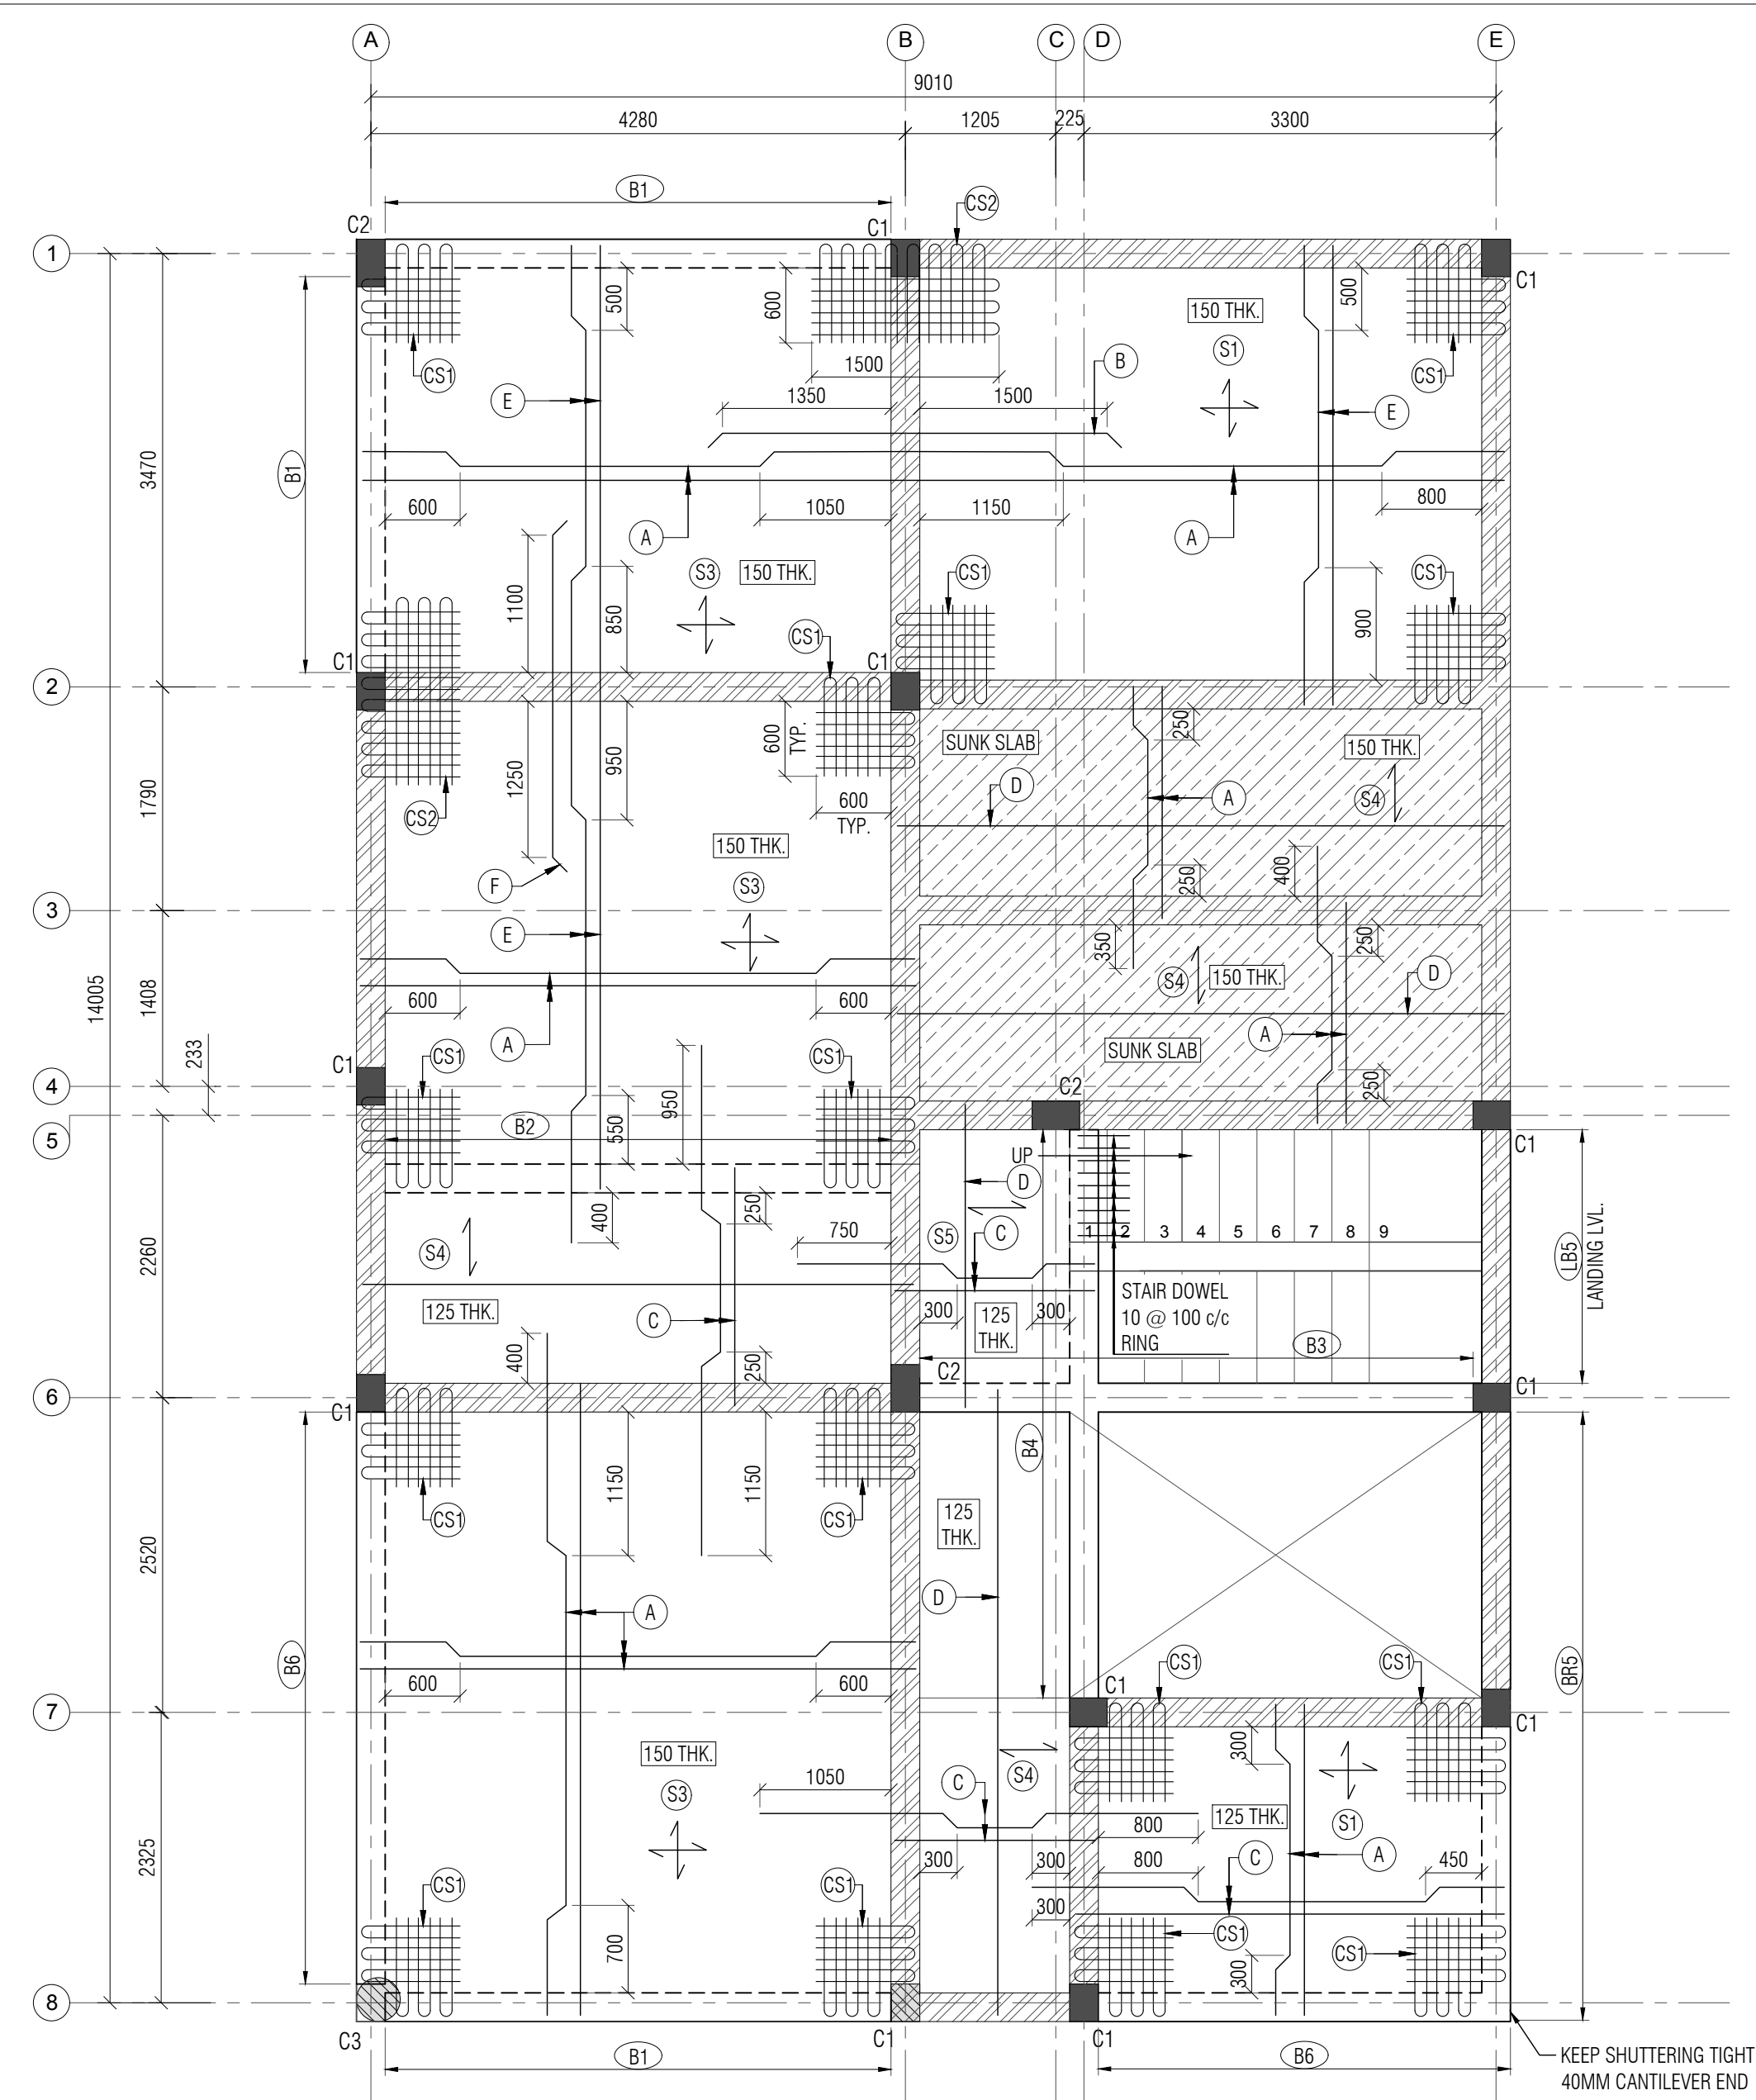 A B C D E
9010
4280 1205 225 3300
B1
C2 C1 CS2
1
C1
500 600 500
150 THK.
S1
1500 B
CS1 CS1
1350 1500
E E
B1 3470
600 1050 1150 800
A A
1100 S3 150 THK. CS1 CS1
850 900
CS1
C1 C1
2
250
600 TYP.
SUNK SLAB 150 THK.
1790 1250 950
D A S4
600
TYP.
CS2
150 THK.
400
F S3 250
3
E 350 250
S4 150 THK. D
14005 1408
600 600
A A
233 CS1 CS1 SUNK SLAB
C1
4 C2 250
950
5 B2 550
C1
UP
D
250
400
750 S5 C 1 2 3 4 5 6 7 8 9
S4
2260 LB5
LANDING LVL.
STAIR DOWEL
10 @ 100 c/c
RING
125 THK. 300 125
THK. 300
C B3
400 250
C2
6 C1
C1
B4
1150 1150
CS1 CS1
125
THK.
2520
D
A
B6 CS1 CS1 BR5
600 600
C1
7 C1
300
150 THK.
1050 C S4
S3 125 THK. S1
800
2325 300 300 800 C A 450
CS1 CS1
300
CS1 CS1
700 300
8
C3 C1 C1
B1 B6
KEEP SHUTTERING TIGHT
40MM CANTILEVER END